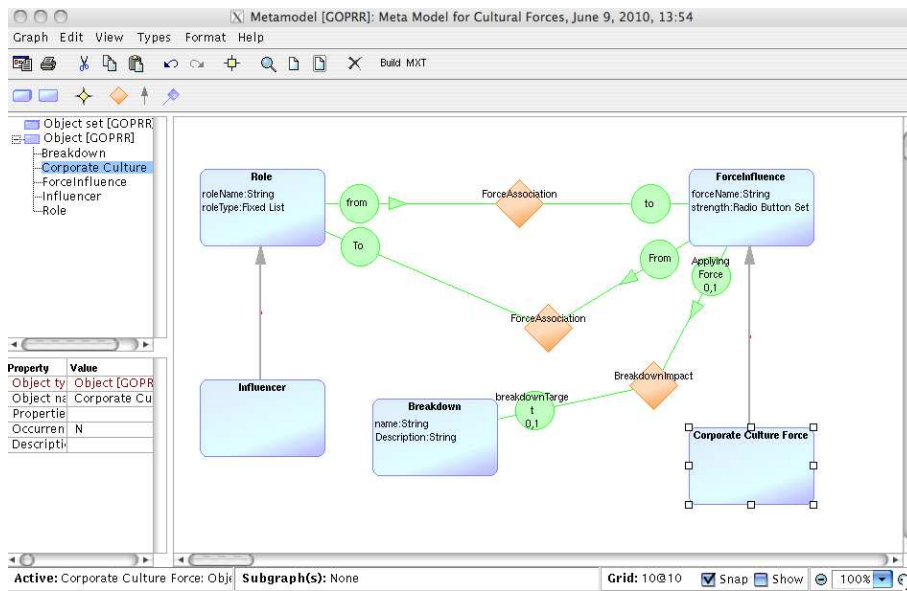 Metamodel [GOPRR]: Meta Model for Cultural Forces, June 9, 2010, 13:54
Graph Edit View Types Format Help
Build MXT
Object set [GOPRR]
Object [GOPRR]
Breakdown
Corporate Culture
ForceInfluence
Influencer
Role
Property Value
Object ty Object [GOPR
Object na Corporate Cu
Propertie
Occurren N
Descripti
Role
roleName:String
roleType:Fixed List
from
ForceAssociation
to
ForceInfluence
forceName:String
strength:Radio Button Set
To
From
Applying
Force
0,1
ForceAssociation
BreakdownImpact
Influencer
Breakdown
name:String
Description:String
breakdownTarge
t
0,1
Corporate Culture Force
Active: Corporate Culture Force: Obje
Subgraph(s): None
Grid: 10@10
Snap
Show
100%